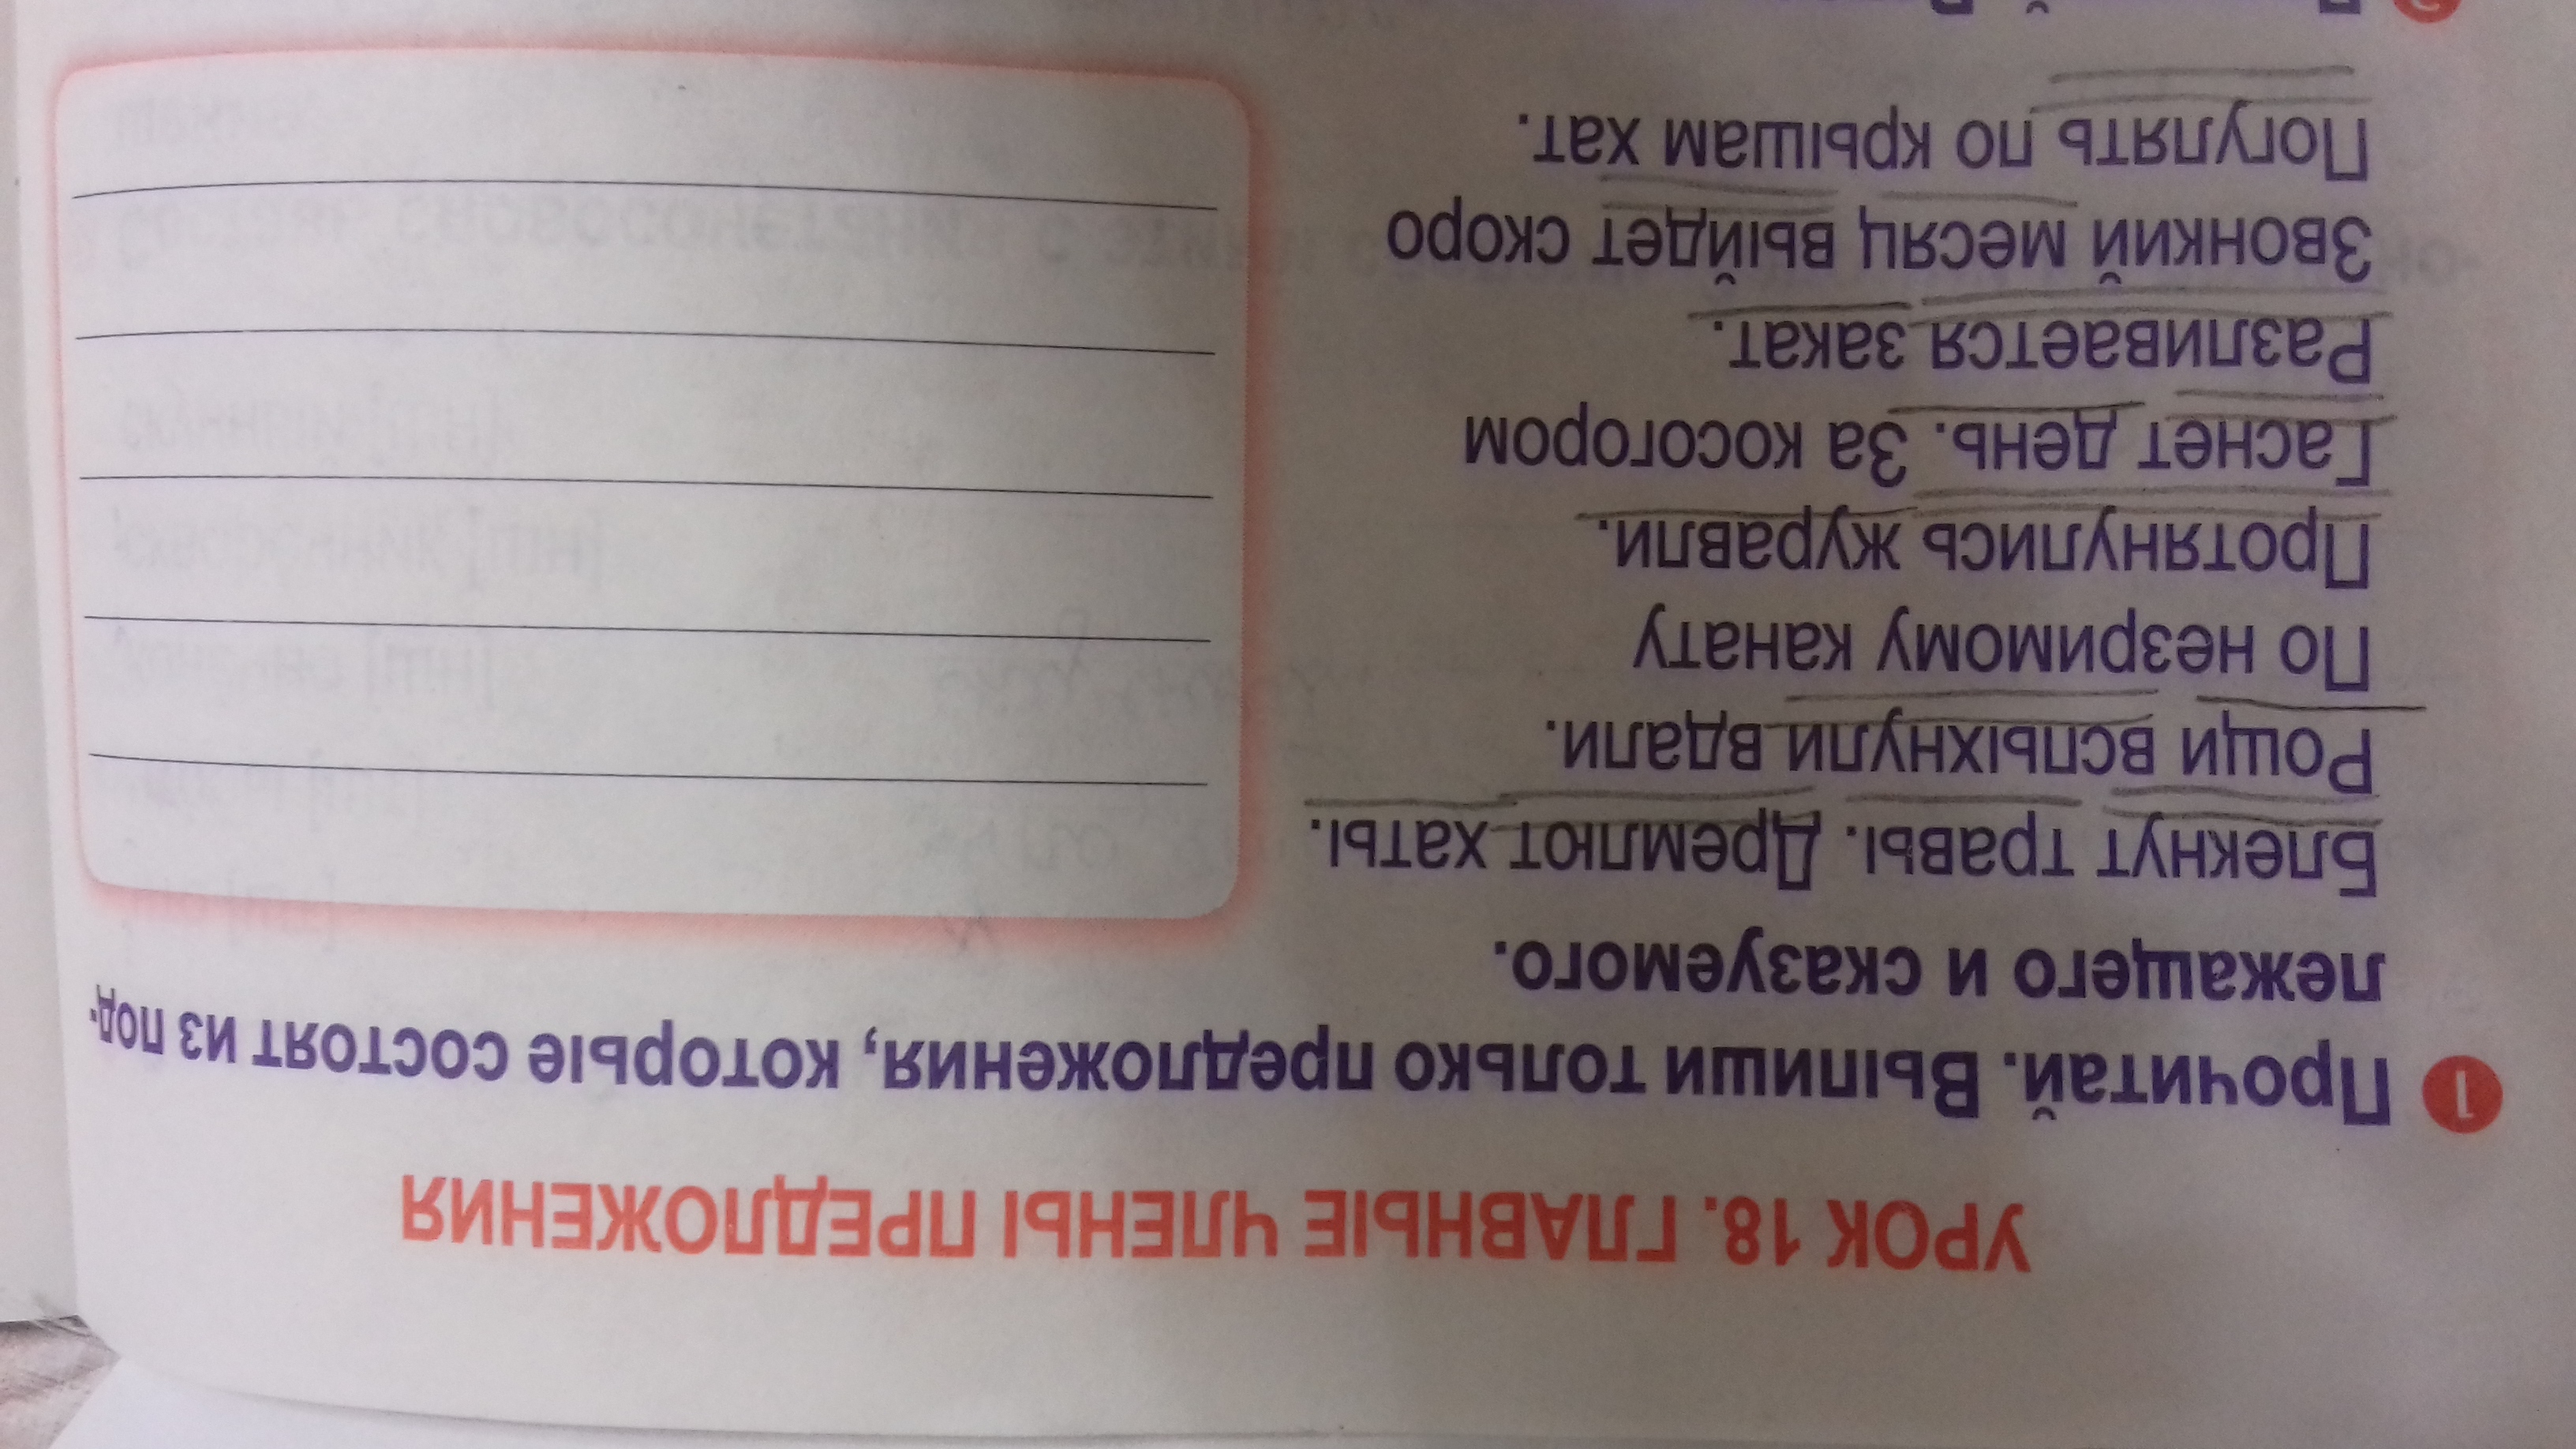 УРОК 18. ГЛАВНЫЕ ЧЛЕНЫ ПРЕДЛОЖЕНИЯ
1 Прочитай. Выпиши только предложения, которые состоят из под-
лежащего и сказуемого.
Блекнут травы. Дремлют хаты.
Рощи вспыхнули вдали.
По незримому канату
Протянулись журавли.
Гаснет день. За косогором
Разливается закат.
Звонкий месяц выйдет скоро
Погулять по крышам хат.